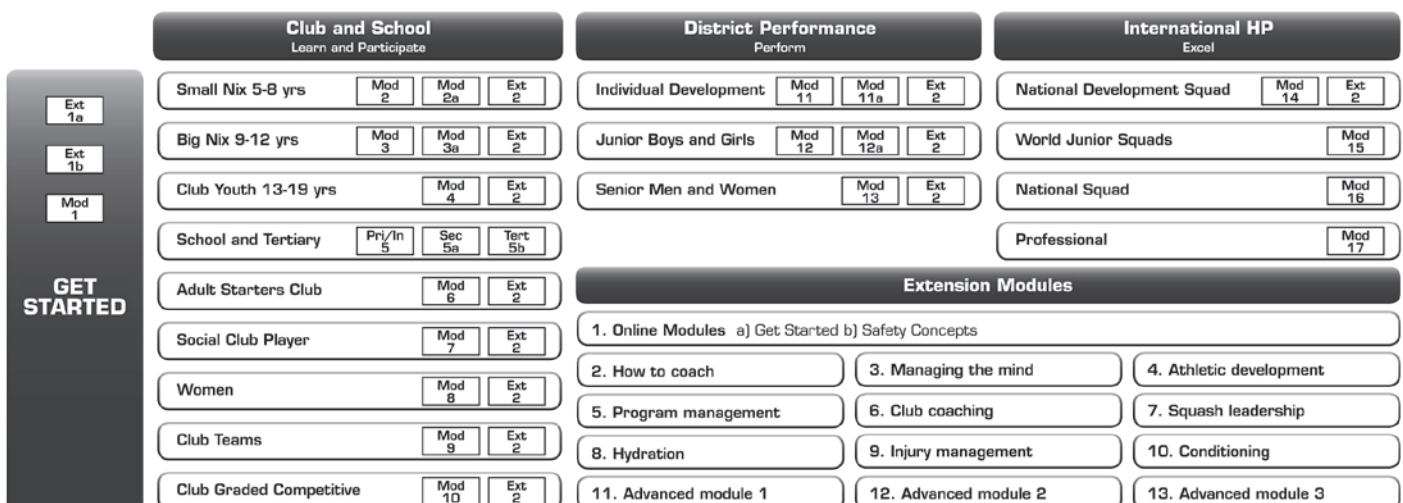 Ext
1a
Ext
1b
Mod
1
GET
STARTED
Club and School
Learn and Participate
Small Nix 5-8 yrs
Mod
2
Mod
2a
Ext
2
Big Nix 9-12 yrs
Mod
3
Mod
3a
Ext
2
Club Youth 13-19 yrs
Mod
4
Ext
2
School and Tertiary
Pri/In
5
Sec
5a
Tert
5b
Adult Starters Club
Mod
6
Ext
2
Social Club Player
Mod
7
Ext
2
Women
Mod
8
Ext
2
Club Teams
Mod
9
Ext
2
Club Graded Competitive
Mod
10
Ext
2
District Performance
Perform
Individual Development
Mod
11
Mod
11a
Ext
2
Junior Boys and Girls
Mod
12
Mod
12a
Ext
2
Senior Men and Women
Mod
13
Ext
2
International HP
Excel
National Development Squad
Mod
14
Ext
2
World Junior Squads
Mod
15
National Squad
Mod
16
Professional
Mod
17
Extension Modules
1. Online Modules a) Get Started b) Safety Concepts
2. How to coach
3. Managing the mind
4. Athletic development
5. Program management
6. Club coaching
7. Squash leadership
8. Hydration
9. Injury management
10. Conditioning
11. Advanced module 1
12. Advanced module 2
13. Advanced module 3